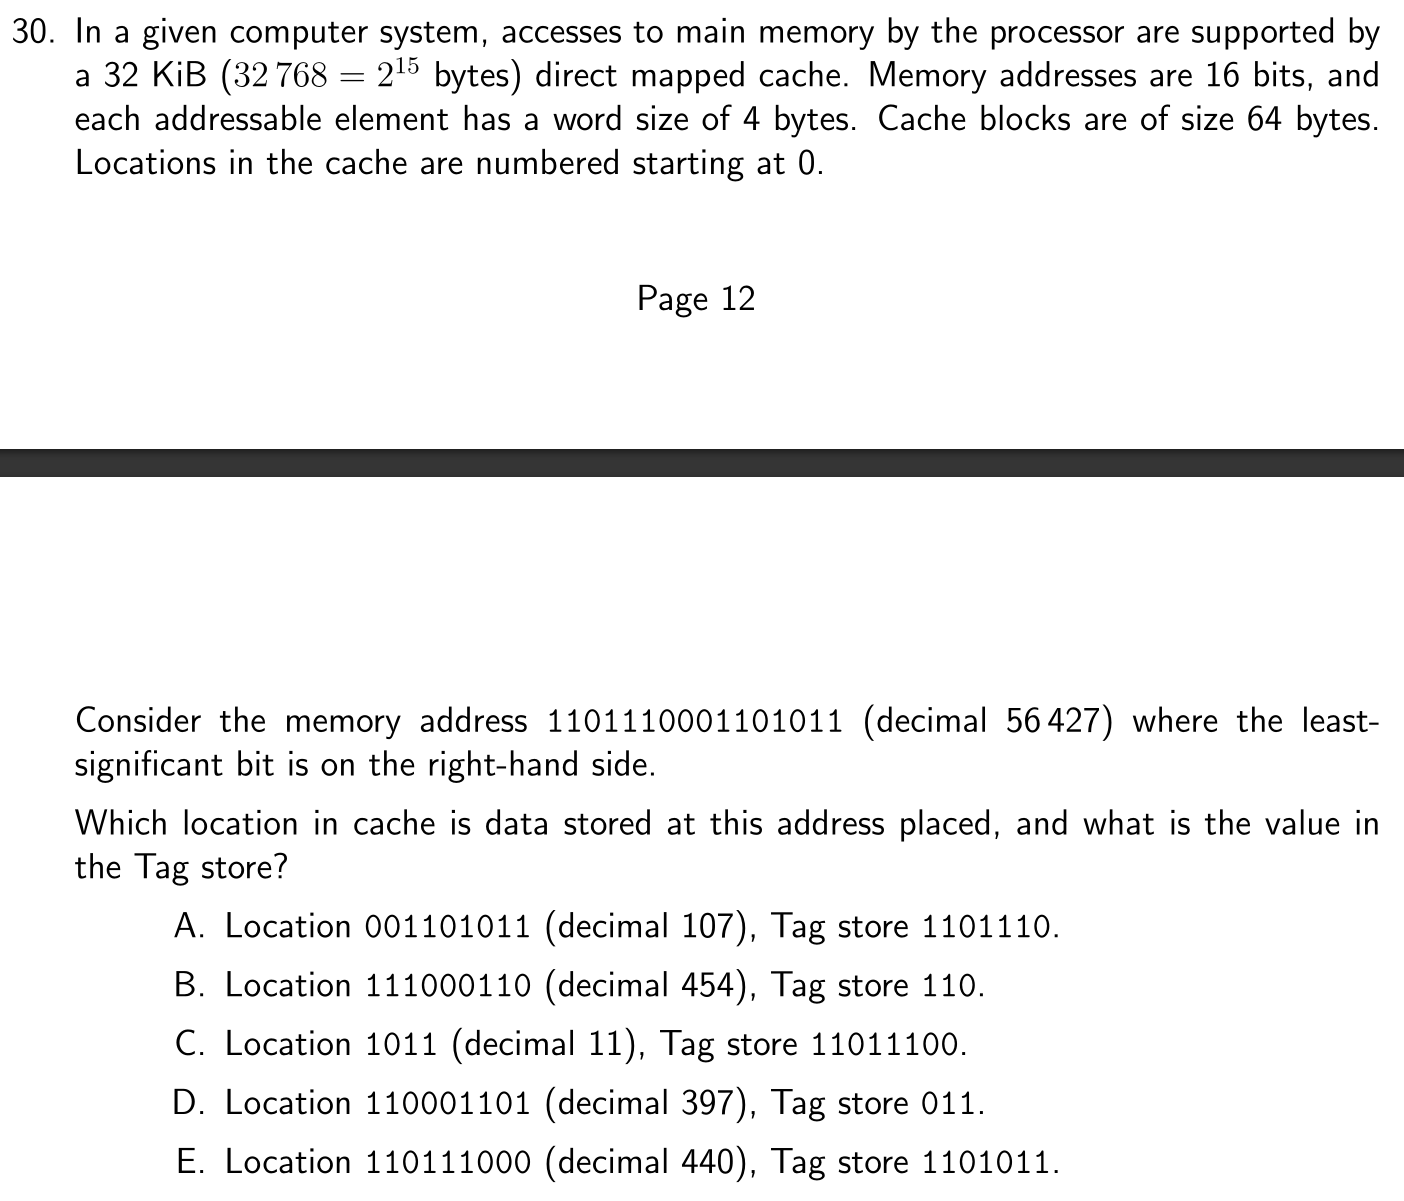 30. In a given computer system, accesses to main memory by the processor are supported by
a 32 KiB (32 768 = 2^15 bytes) direct mapped cache. Memory addresses are 16 bits, and
each addressable element has a word size of 4 bytes. Cache blocks are of size 64 bytes.
Locations in the cache are numbered starting at 0.
Page 12
Consider the memory address 1101110001101011 (decimal 56 427) where the least-
significant bit is on the right-hand side.
Which location in cache is data stored at this address placed, and what is the value in
the Tag store?
A. Location 001101011 (decimal 107), Tag store 1101110.
B. Location 111000110 (decimal 454), Tag store 110.
C. Location 1011 (decimal 11), Tag store 11011100.
D. Location 110001101 (decimal 397), Tag store 011.
E. Location 110111000 (decimal 440), Tag store 1101011.